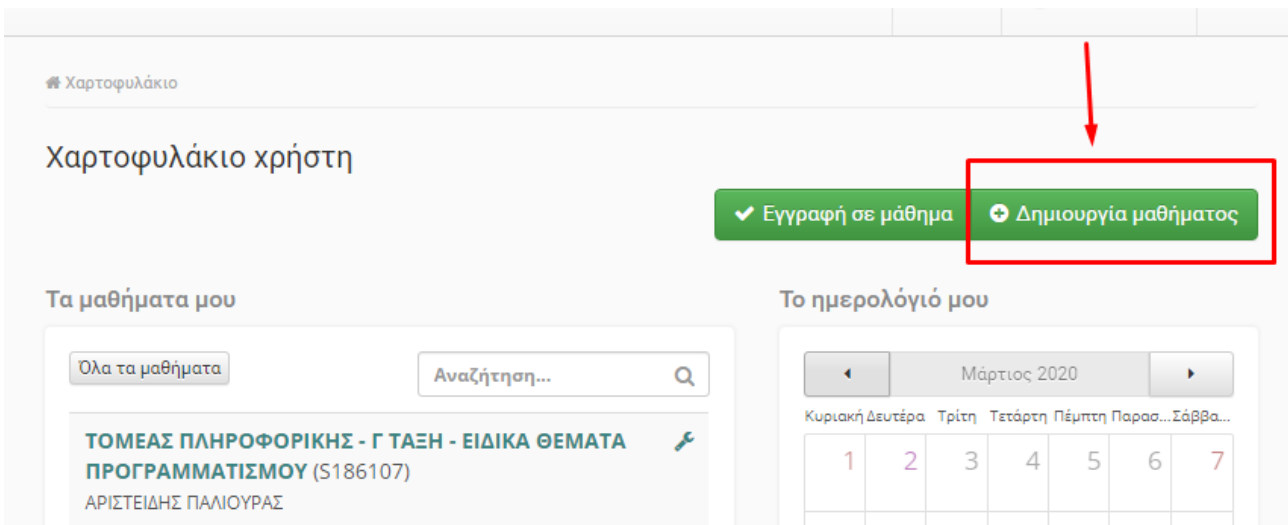 Χαρτοφυλάκιο
Χαρτοφυλάκιο χρήστη
Εγγραφή σε μάθημα
Δημιουργία μαθήματος
Τα μαθήματα μου
Το ημερολόγιό μου
Όλα τα μαθήματα
Αναζήτηση...
Μάρτιος 2020
Κυριακή Δευτέρα Τρίτη Τετάρτη Πέμπτη Παρασ... Σάββα...
ΤΟΜΕΑΣ ΠΛΗΡΟΦΟΡΙΚΗΣ - Γ ΤΑΞΗ - ΕΙΔΙΚΑ ΘΕΜΑΤΑ
ΠΡΟΓΡΑΜΜΑΤΙΣΜΟΥ (S186107)
ΑΡΙΣΤΕΙΔΗΣ ΠΑΛΙΟΥΡΑΣ
1 2 3 4 5 6 7